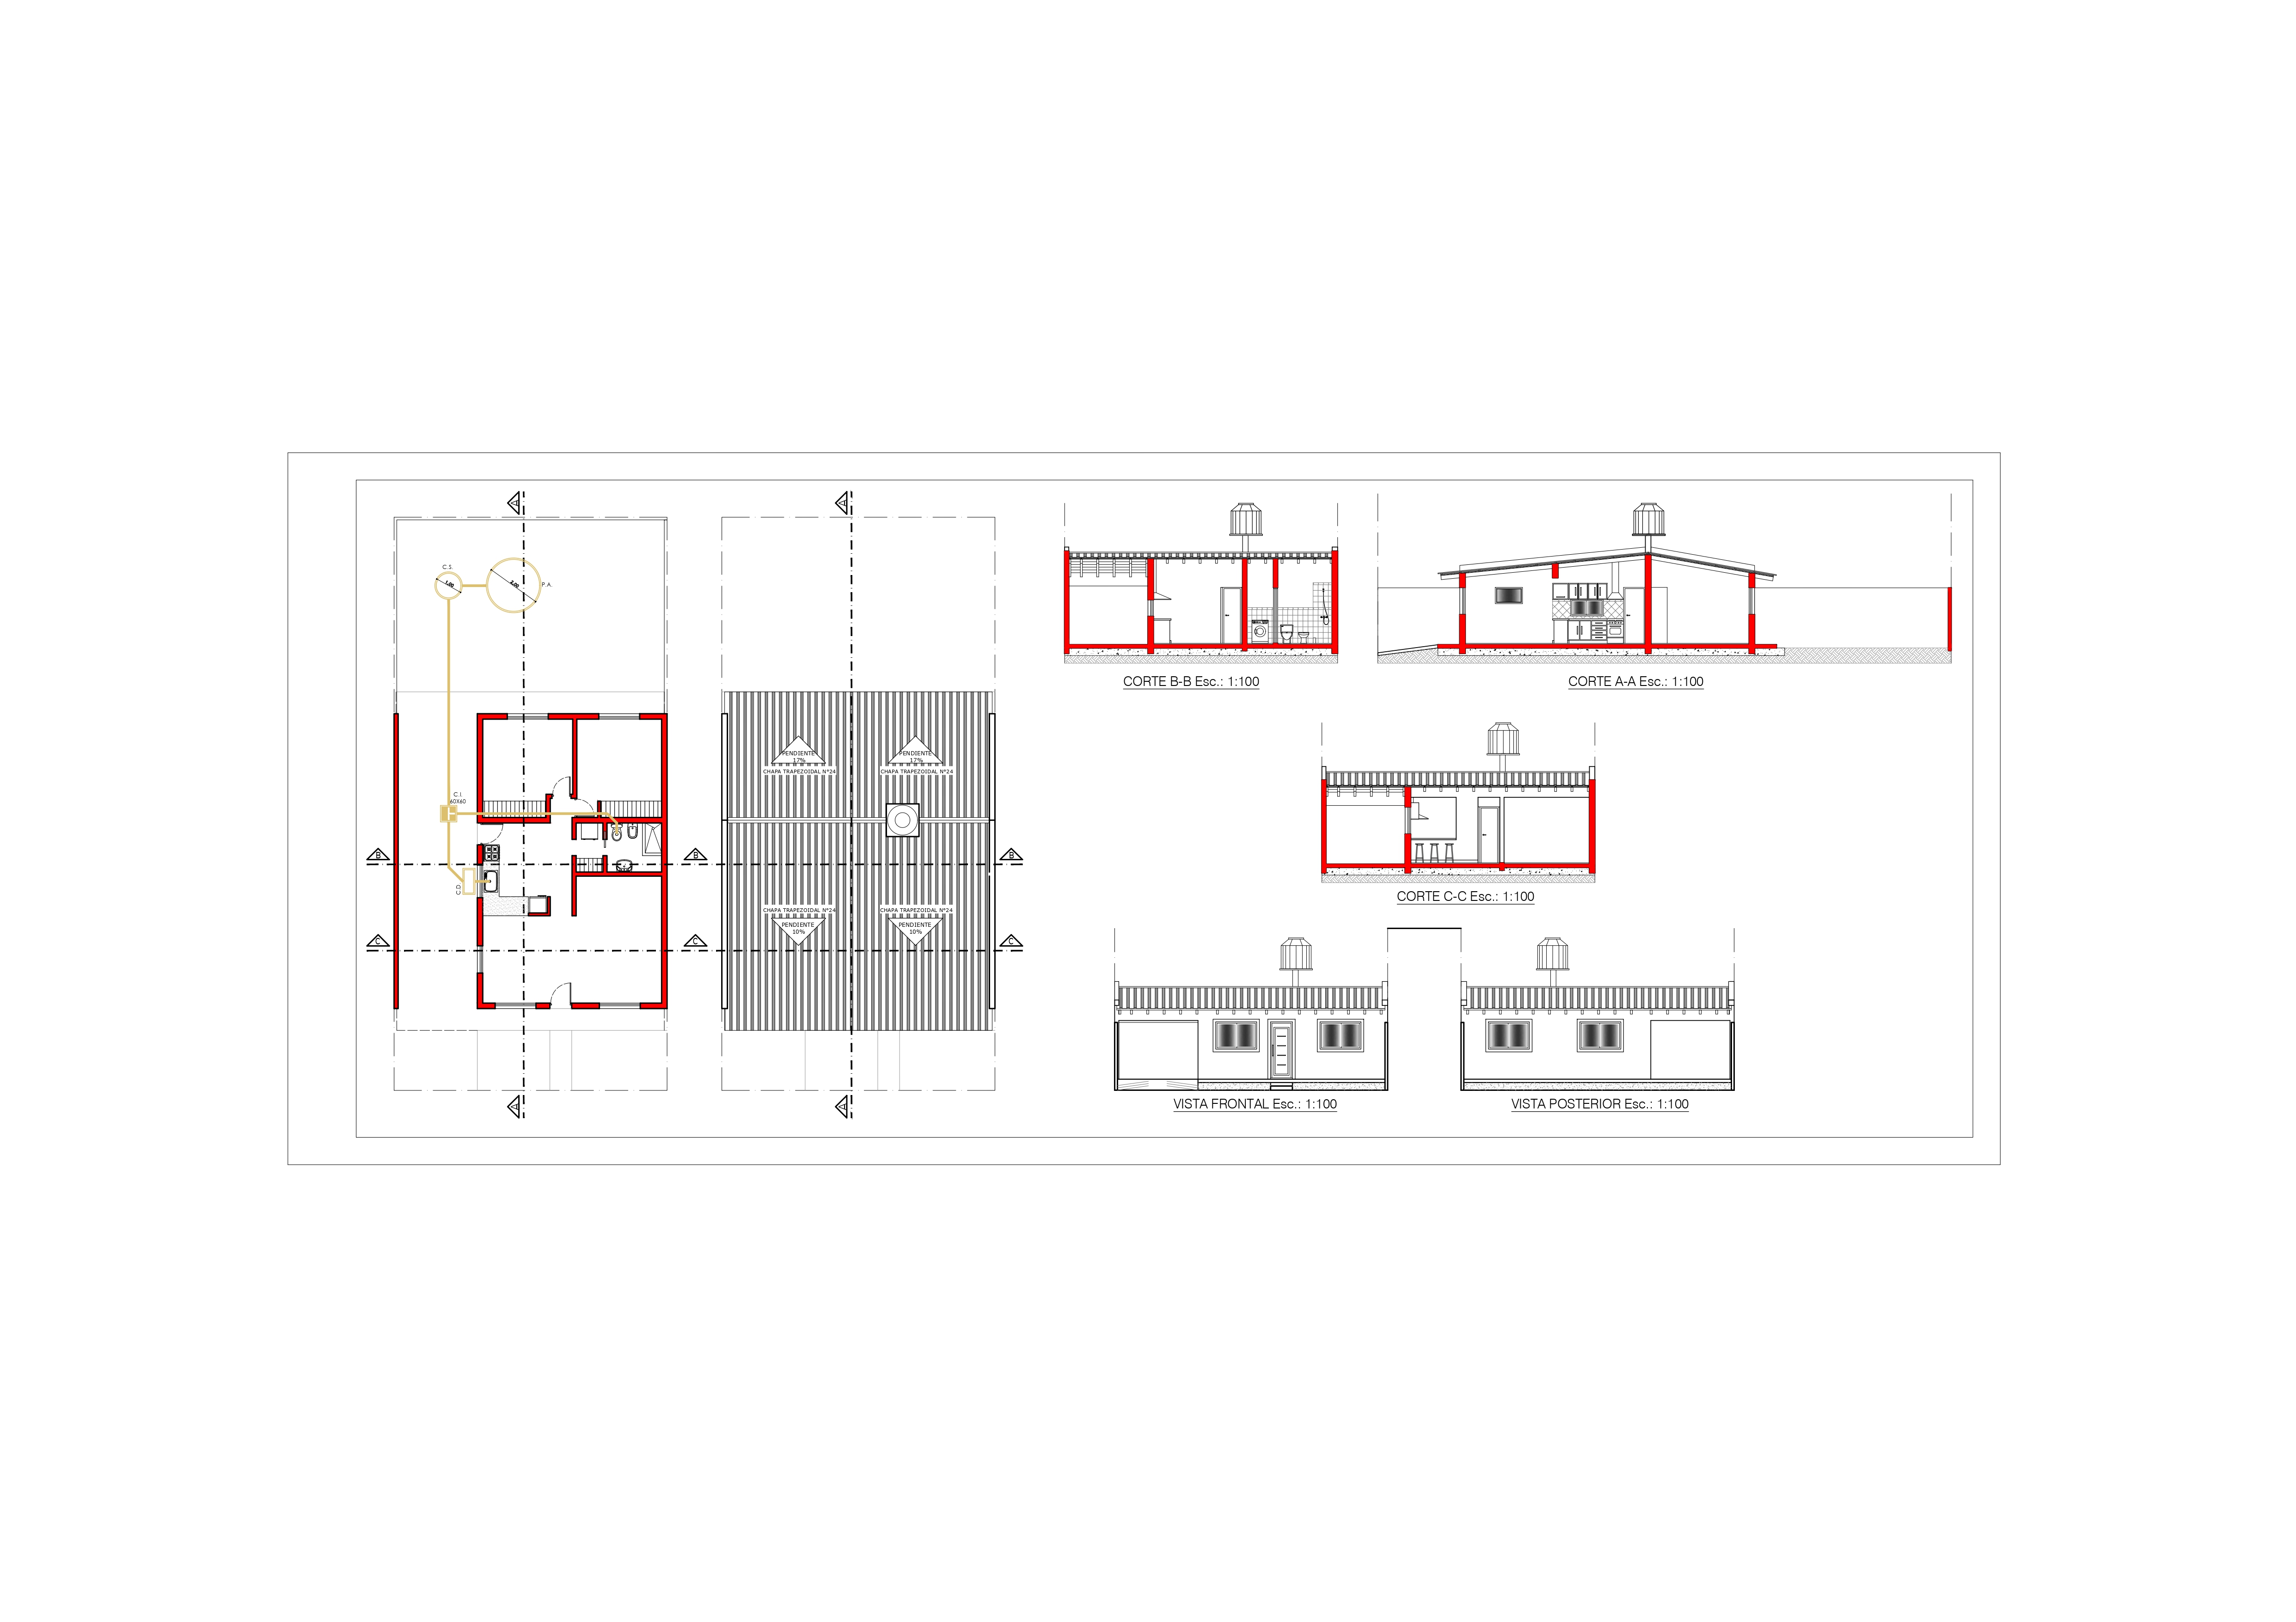 A
A
C.S.
1.00
2.00
P.A.
C.I.
60X60
C.D.
PENDIENTE
17%
CHAPA TRAPEZOIDAL N°24
PENDIENTE
17%
CHAPA TRAPEZOIDAL N°24
B
B
B
CHAPA TRAPEZOIDAL N°24
PENDIENTE
10%
CHAPA TRAPEZOIDAL N°24
PENDIENTE
10%
C
C
C
A
A
CORTE B-B Esc.: 1:100
CORTE A-A Esc.: 1:100
CORTE C-C Esc.: 1:100
VISTA FRONTAL Esc.: 1:100
VISTA POSTERIOR Esc.: 1:100